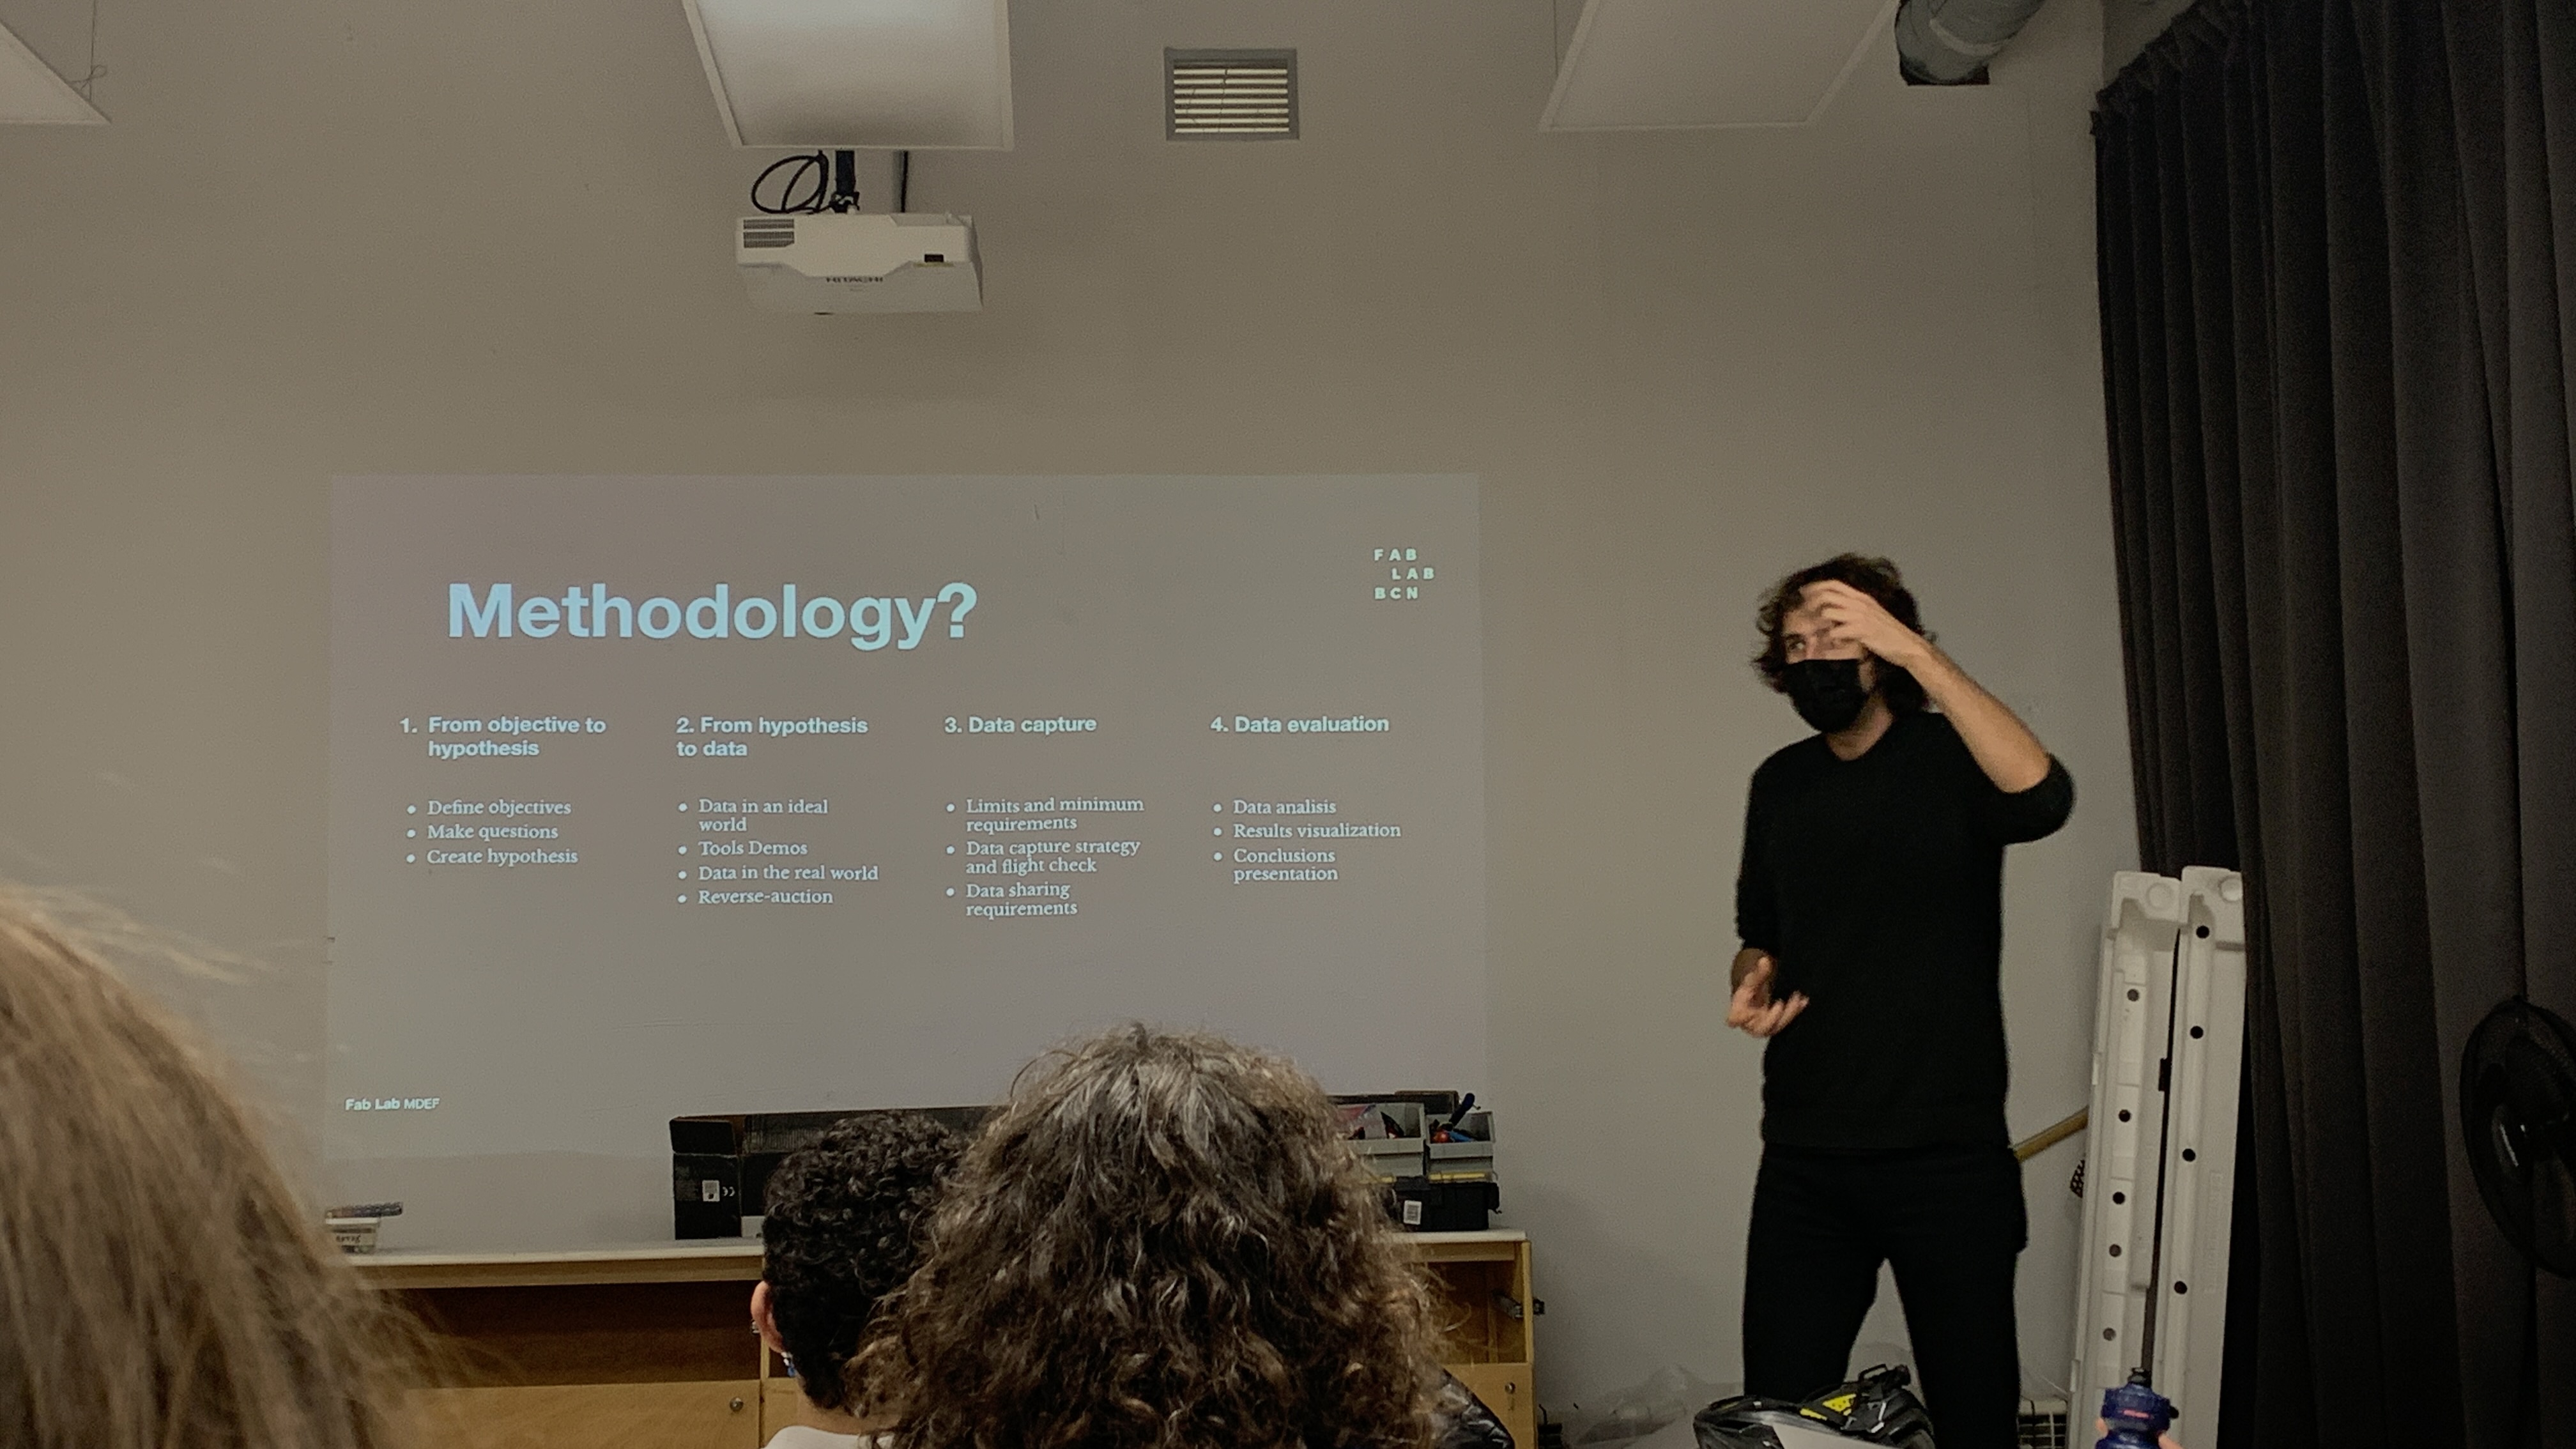 HITACHI
FAB
LAB
BCN
Methodology?
1. From objective to
hypothesis
Define objectives
Make questions
Create hypothesis
2. From hypothesis
to data
Data in an ideal
world
Tools Demos
Data in the real world
Reverse-auction
3. Data capture
Limits and minimum
requirements
Data capture strategy
and flight check
Data sharing
requirements
4. Data evaluation
Data analisis
Results visualization
Conclusions
presentation
Fab Lab MDEF
CE